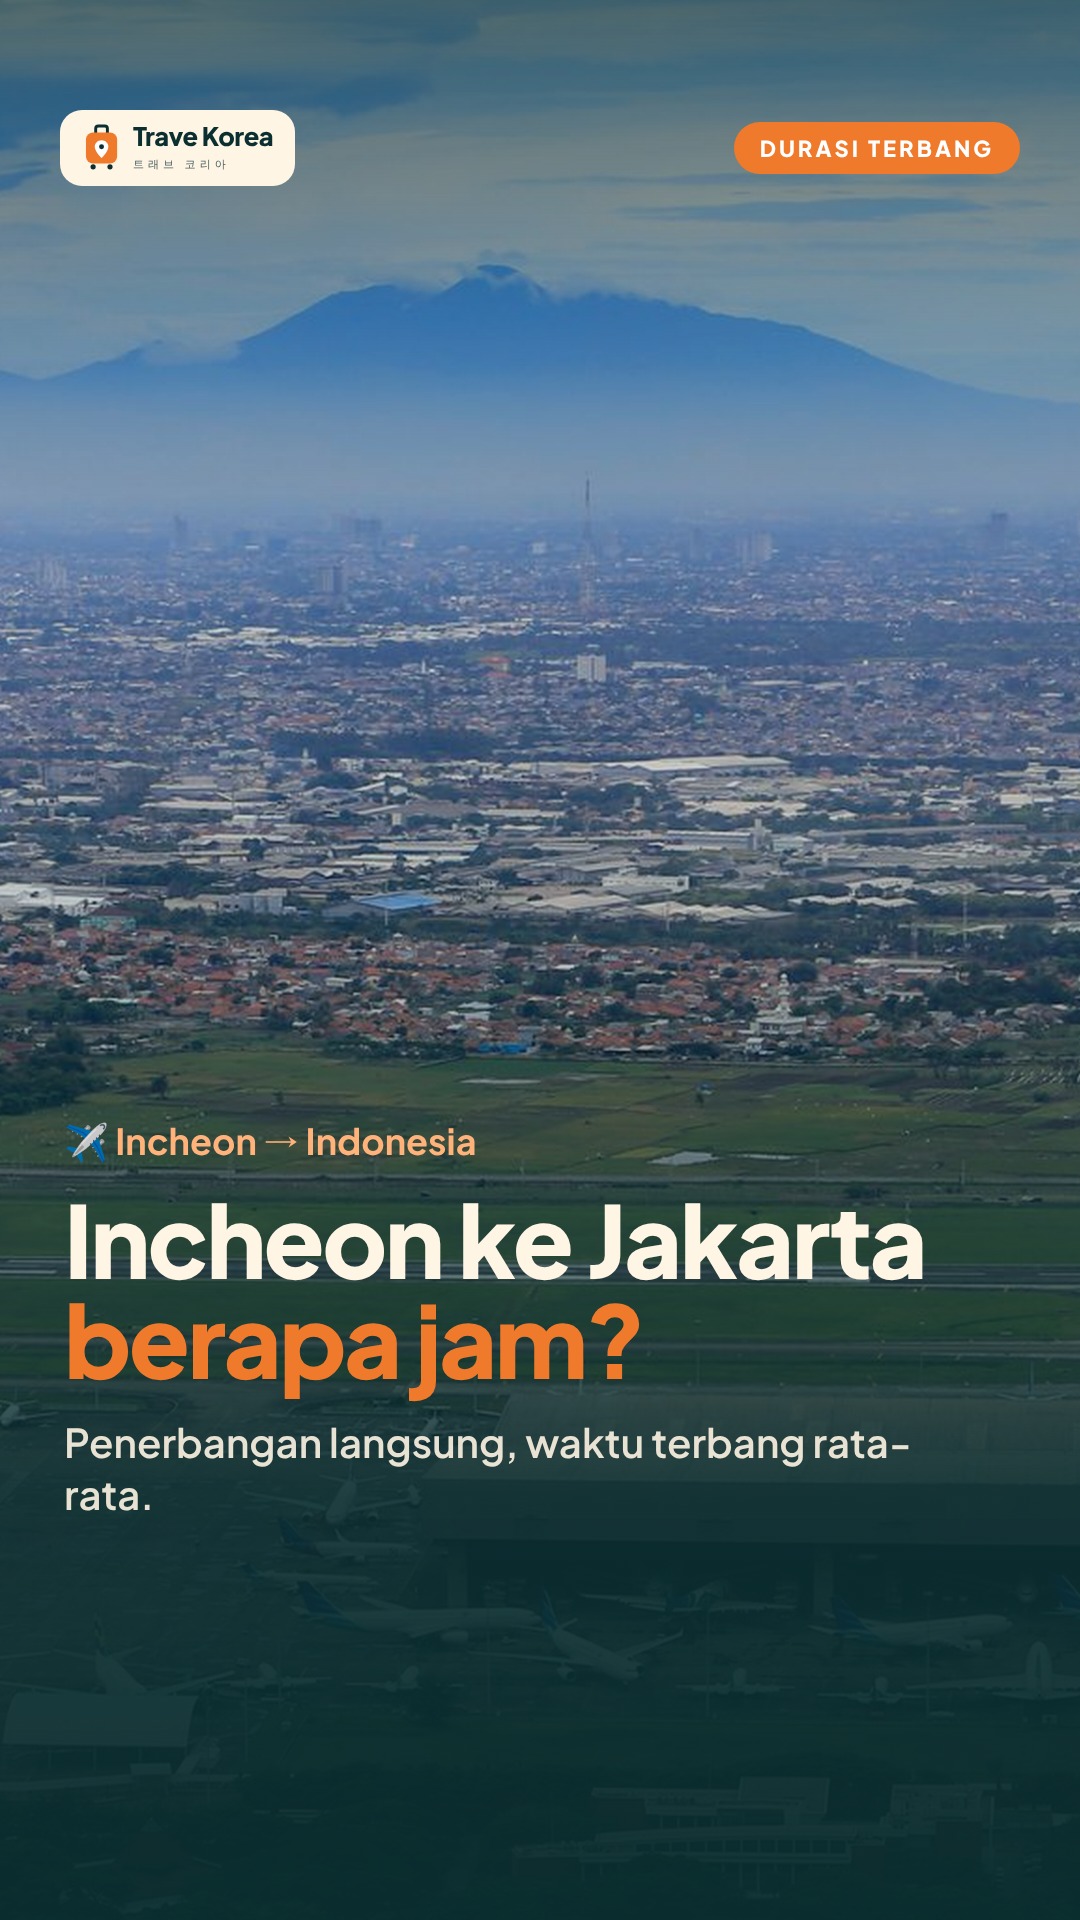 Trave Korea
트래브 코리아
DURASI TERBANG
✈️ Incheon → Indonesia
Incheon ke Jakarta
berapa jam?
Penerbangan langsung, waktu terbang rata-
rata.